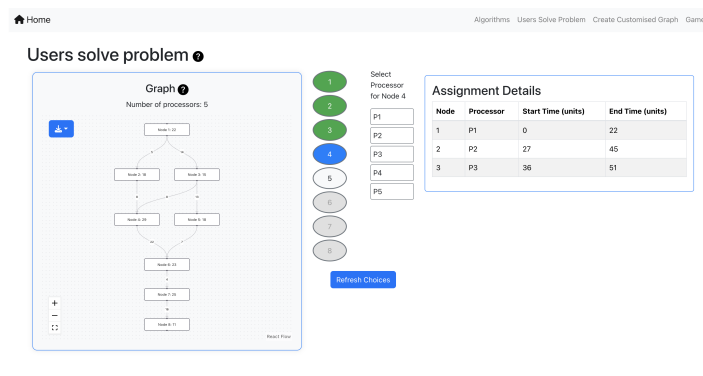 Home
Algorithms Users Solve Problem Create Customised Graph Game
Users solve problem ?
Graph ?
Number of processors: 5
Node 1: 22
Node 2: 18
Node 3: 15
Node 4: 29
Node 5: 18
Node 6: 23
Node 7: 25
Node 8: 11
React Flow
1
2
3
4
5
6
7
8
Refresh Choices
Select
Processor
for Node 4
P1
P2
P3
P4
P5
Assignment Details
Node Processor Start Time (units) End Time (units)
1 P1 0 22
2 P2 27 45
3 P3 36 51